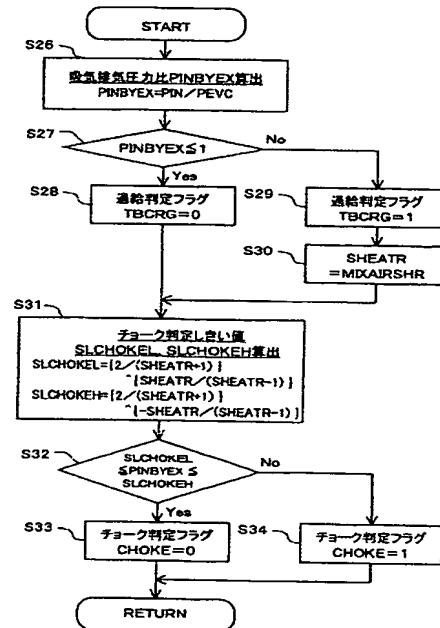 START
S26
吸気排気圧力比PINBYEX算出
PINBYEX=PIN/PEVC
S27
PINBYEX≦1
No
Yes
S28
過給判定フラグ
TBCRG=0
S29
過給判定フラグ
TBCRG=1
S30
SHEATR
=MIXAIRSHR
S31
チョーク判定しきい値
SLCHOKEL、SLCHOKEH算出
SLCHOKEL={2/(SHEATR+1)}
^{SHEATR/(SHEATR-1)}
SLCHOKEH={2/(SHEATR+1)}
^{-SHEATR/(SHEATR-1)}
S32
SLCHOKEL
≦PINBYEX≦
SLCHOKEH
No
Yes
S33
チョーク判定フラグ
CHOKE=0
S34
チョーク判定フラグ
CHOKE=1
RETURN